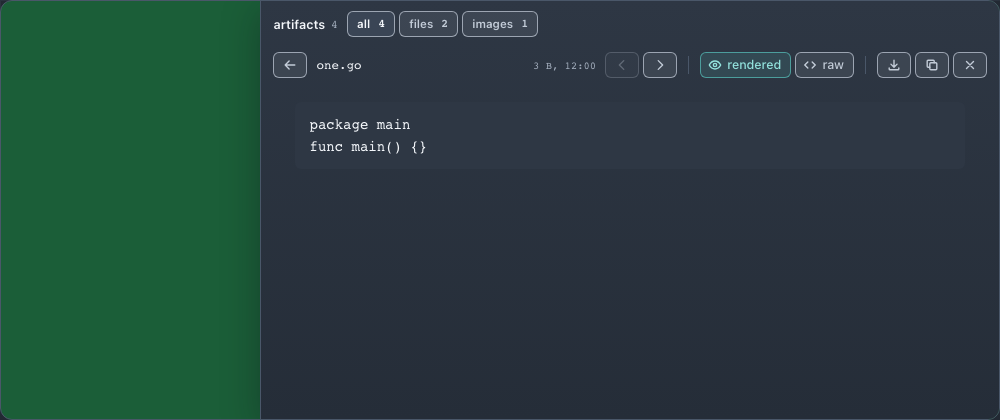 artifacts 4 all 4 files 2 images 1
one.go 3 B, 12:00 rendered raw
package main
func main() {}